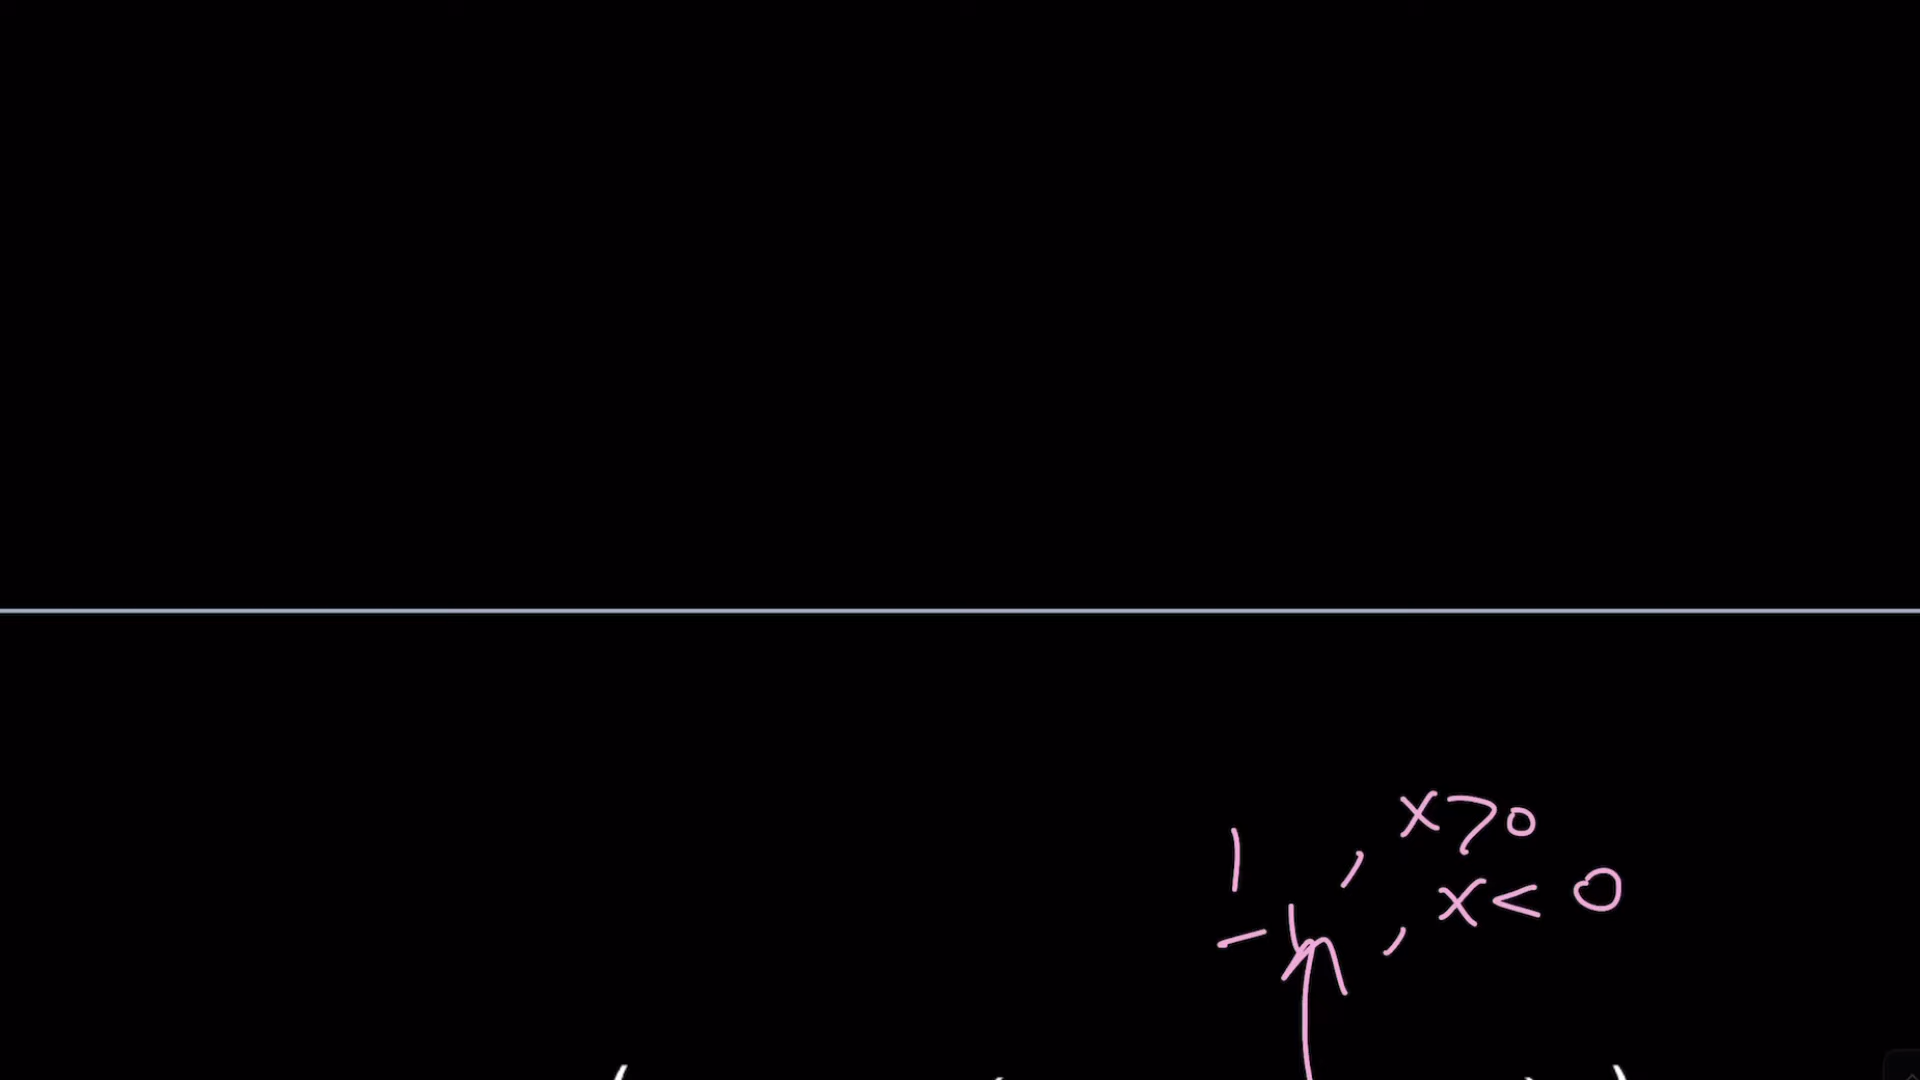 1 , x>0
-1 , x<0